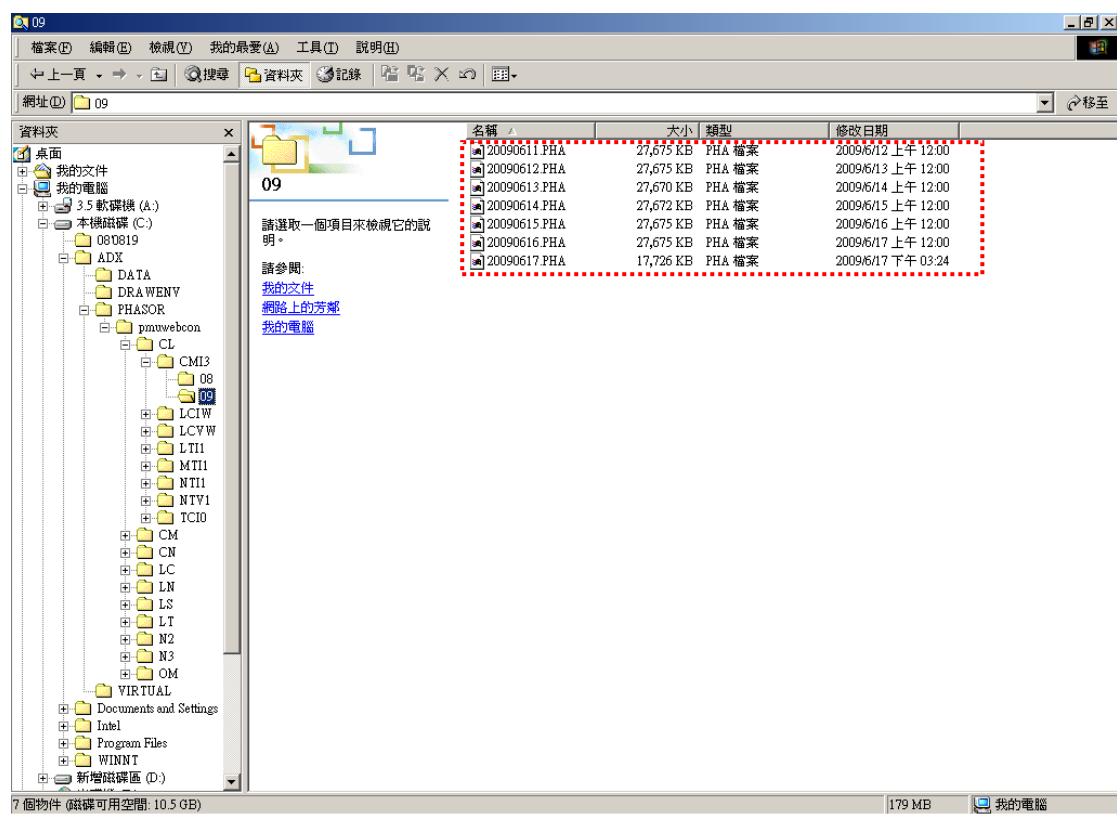 09
檔案(F) 編輯(E) 檢視(V) 我的最愛(A) 工具(T) 說明(H)
上一頁 搜尋 資料夾 記錄
網址(D) 09 移至
資料夾
桌面
我的文件
我的電腦
3.5 軟碟機 (A:)
本機磁碟 (C:)
080819
ADX
DATA
DRAWENV
PHASOR
pmuwebcon
CL
CMI3
08
09
LCIW
LCVW
LTI1
MTI1
NTI1
NTV1
TCI0
CM
CN
LC
LN
LS
LT
N2
N3
OM
VIRTUAL
Documents and Settings
Intel
Program Files
WINNT
新增磁碟區 (D:)
09
請選取一個項目來檢視它的說
明。
請參閱:
我的文件
網路上的芳鄰
我的電腦
名稱 大小 類型 修改日期
20090611.PHA 27,675 KB PHA 檔案 2009/6/12 上午 12:00
20090612.PHA 27,675 KB PHA 檔案 2009/6/13 上午 12:00
20090613.PHA 27,670 KB PHA 檔案 2009/6/14 上午 12:00
20090614.PHA 27,672 KB PHA 檔案 2009/6/15 上午 12:00
20090615.PHA 27,675 KB PHA 檔案 2009/6/16 上午 12:00
20090616.PHA 27,675 KB PHA 檔案 2009/6/17 上午 12:00
20090617.PHA 17,726 KB PHA 檔案 2009/6/17 下午 03:24
7 個物件 (磁碟可用空間: 10.5 GB) 179 MB 我的電腦